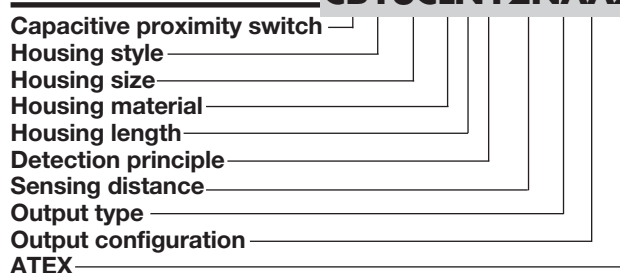 Capacitive proximity switch
Housing style
Housing size
Housing material
Housing length
Detection principle
Sensing distance
Output type
Output configuration
ATEX